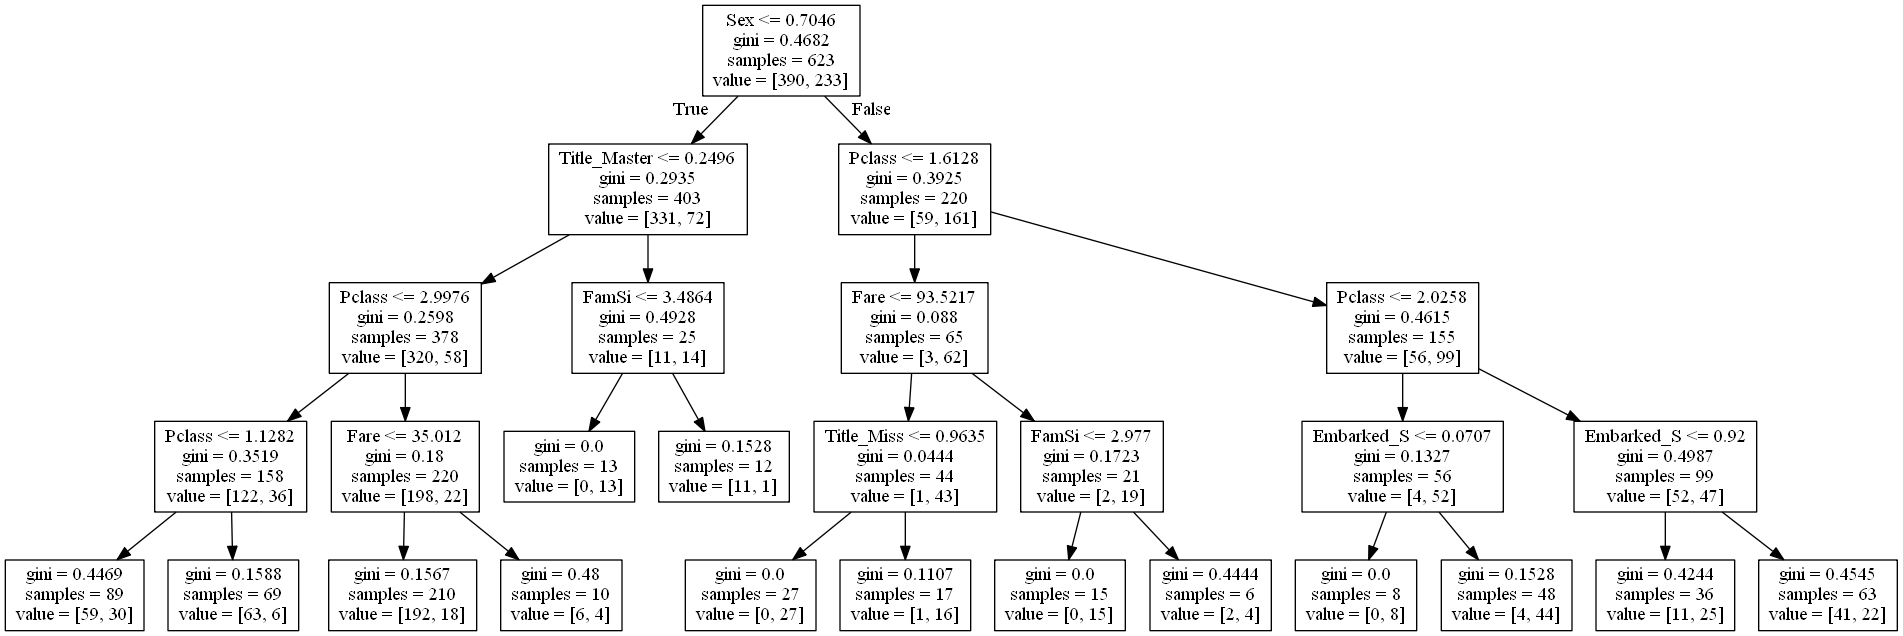 Sex <= 0.7046
gini = 0.4682
samples = 623
value = [390, 233]
True
False
Title_Master <= 0.2496
gini = 0.2935
samples = 403
value = [331, 72]
Pclass <= 1.6128
gini = 0.3925
samples = 220
value = [59, 161]
Pclass <= 2.9976
gini = 0.2598
samples = 378
value = [320, 58]
FamSi <= 3.4864
gini = 0.4928
samples = 25
value = [11, 14]
Fare <= 93.5217
gini = 0.088
samples = 65
value = [3, 62]
Pclass <= 2.0258
gini = 0.4615
samples = 155
value = [56, 99]
Pclass <= 1.1282
gini = 0.3519
samples = 158
value = [122, 36]
Fare <= 35.012
gini = 0.18
samples = 220
value = [198, 22]
gini = 0.0
samples = 13
value = [0, 13]
gini = 0.1528
samples = 12
value = [11, 1]
Title_Miss <= 0.9635
gini = 0.0444
samples = 44
value = [1, 43]
FamSi <= 2.977
gini = 0.1723
samples = 21
value = [2, 19]
Embarked_S <= 0.0707
gini = 0.1327
samples = 56
value = [4, 52]
Embarked_S <= 0.92
gini = 0.4987
samples = 99
value = [52, 47]
gini = 0.4469
samples = 89
value = [59, 30]
gini = 0.1588
samples = 69
value = [63, 6]
gini = 0.1567
samples = 210
value = [192, 18]
gini = 0.48
samples = 10
value = [6, 4]
gini = 0.0
samples = 27
value = [0, 27]
gini = 0.1107
samples = 17
value = [1, 16]
gini = 0.0
samples = 15
value = [0, 15]
gini = 0.4444
samples = 6
value = [2, 4]
gini = 0.0
samples = 8
value = [0, 8]
gini = 0.1528
samples = 48
value = [4, 44]
gini = 0.4244
samples = 36
value = [11, 25]
gini = 0.4545
samples = 63
value = [41, 22]